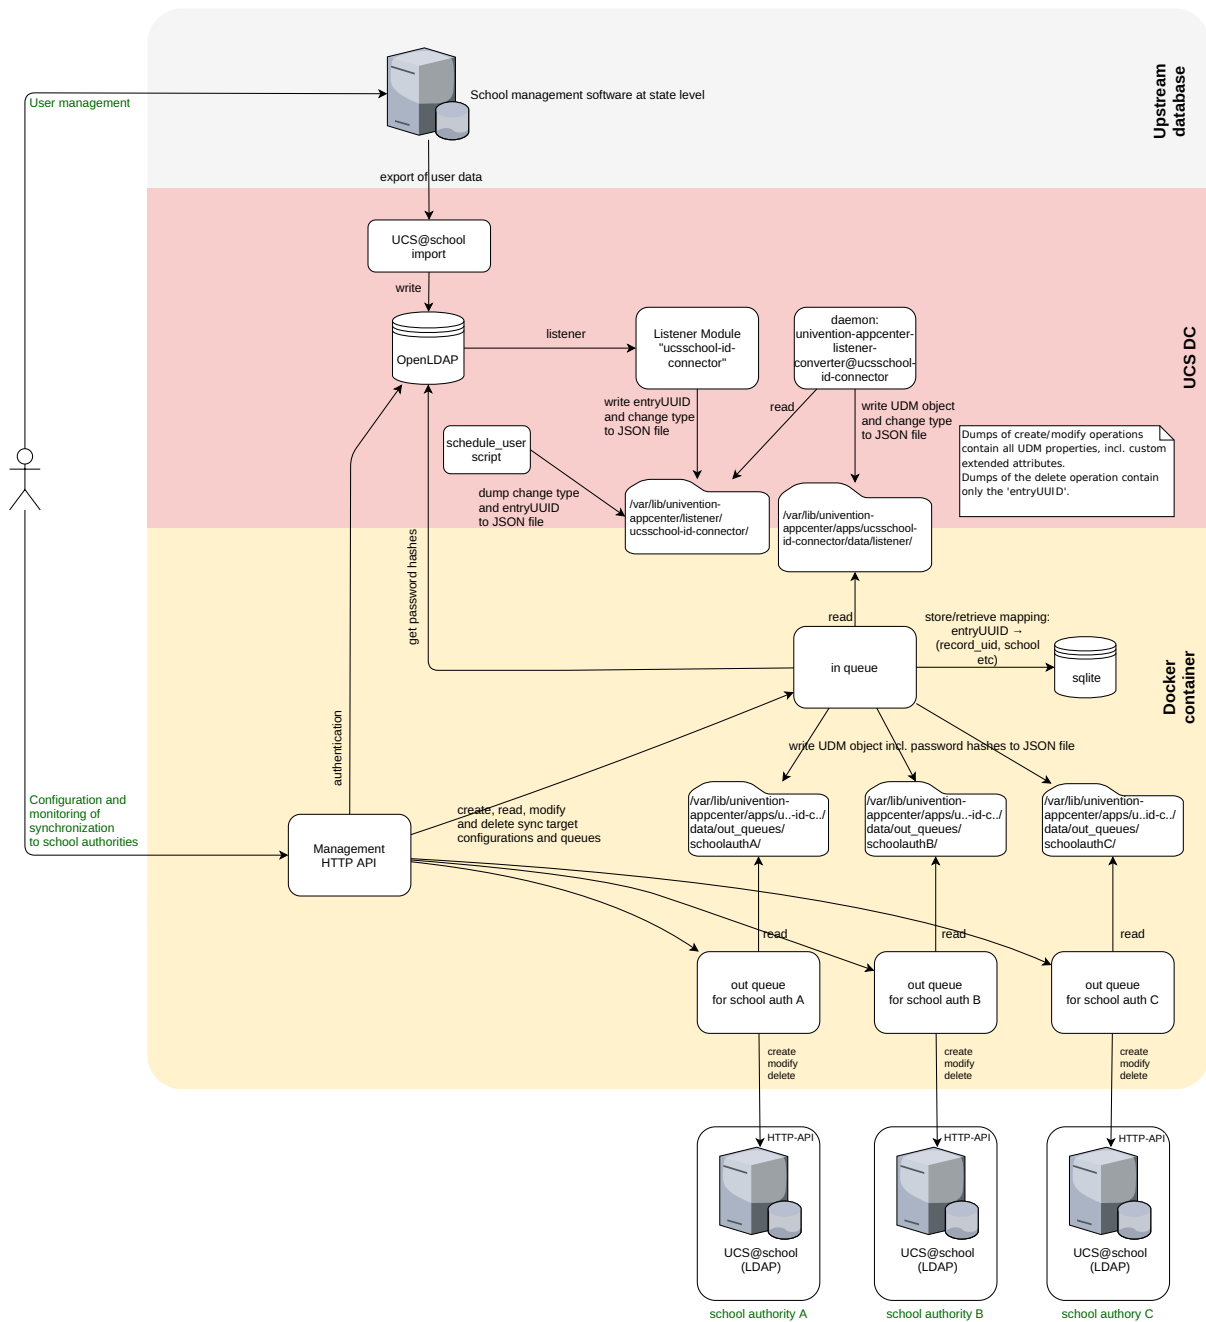 Upstream
database
User management
School management software at state level
export of user data
UCS@school
import
write
OpenLDAP
listener
Listener Module
"ucsschool-id-
connector"
daemon:
univention-appcenter-
listener-
converter@ucsschool-
id-connector
UCS DC
write entryUUID
and change type
to JSON file
read
write UDM object
and change type
to JSON file
schedule_user
script
Dumps of create/modify operations
contain all UDM properties, incl. custom
extended attributes.
Dumps of the delete operation contain
only the 'entryUUID'.
dump change type
and entryUUID
to JSON file
/var/lib/univention-
appcenter/listener/
ucsschool-id-connector/
/var/lib/univention-
appcenter/apps/ucsschool-
id-connector/data/listener/
get password hashes
read
store/retrieve mapping:
entryUUID →
(record_uid, school
etc)
in queue
sqlite
Docker
container
authentication
write UDM object incl. password hashes to JSON file
Configuration and
monitoring of
synchronization
to school authorities
Management
HTTP API
create, read, modify
and delete sync target
configurations and queues
/var/lib/univention-
appcenter/apps/u..-id-c../
data/out_queues/
schoolauthA/
/var/lib/univention-
appcenter/apps/u..-id-c../
data/out_queues/
schoolauthB/
/var/lib/univention-
appcenter/apps/u..id-c../
data/out_queues/
schoolauthC/
read
read
read
out queue
for school auth A
out queue
for school auth B
out queue
for school auth C
create
modify
delete
create
modify
delete
create
modify
delete
HTTP-API
HTTP-API
HTTP-API
UCS@school
(LDAP)
UCS@school
(LDAP)
UCS@school
(LDAP)
school authority A
school authority B
school authory C